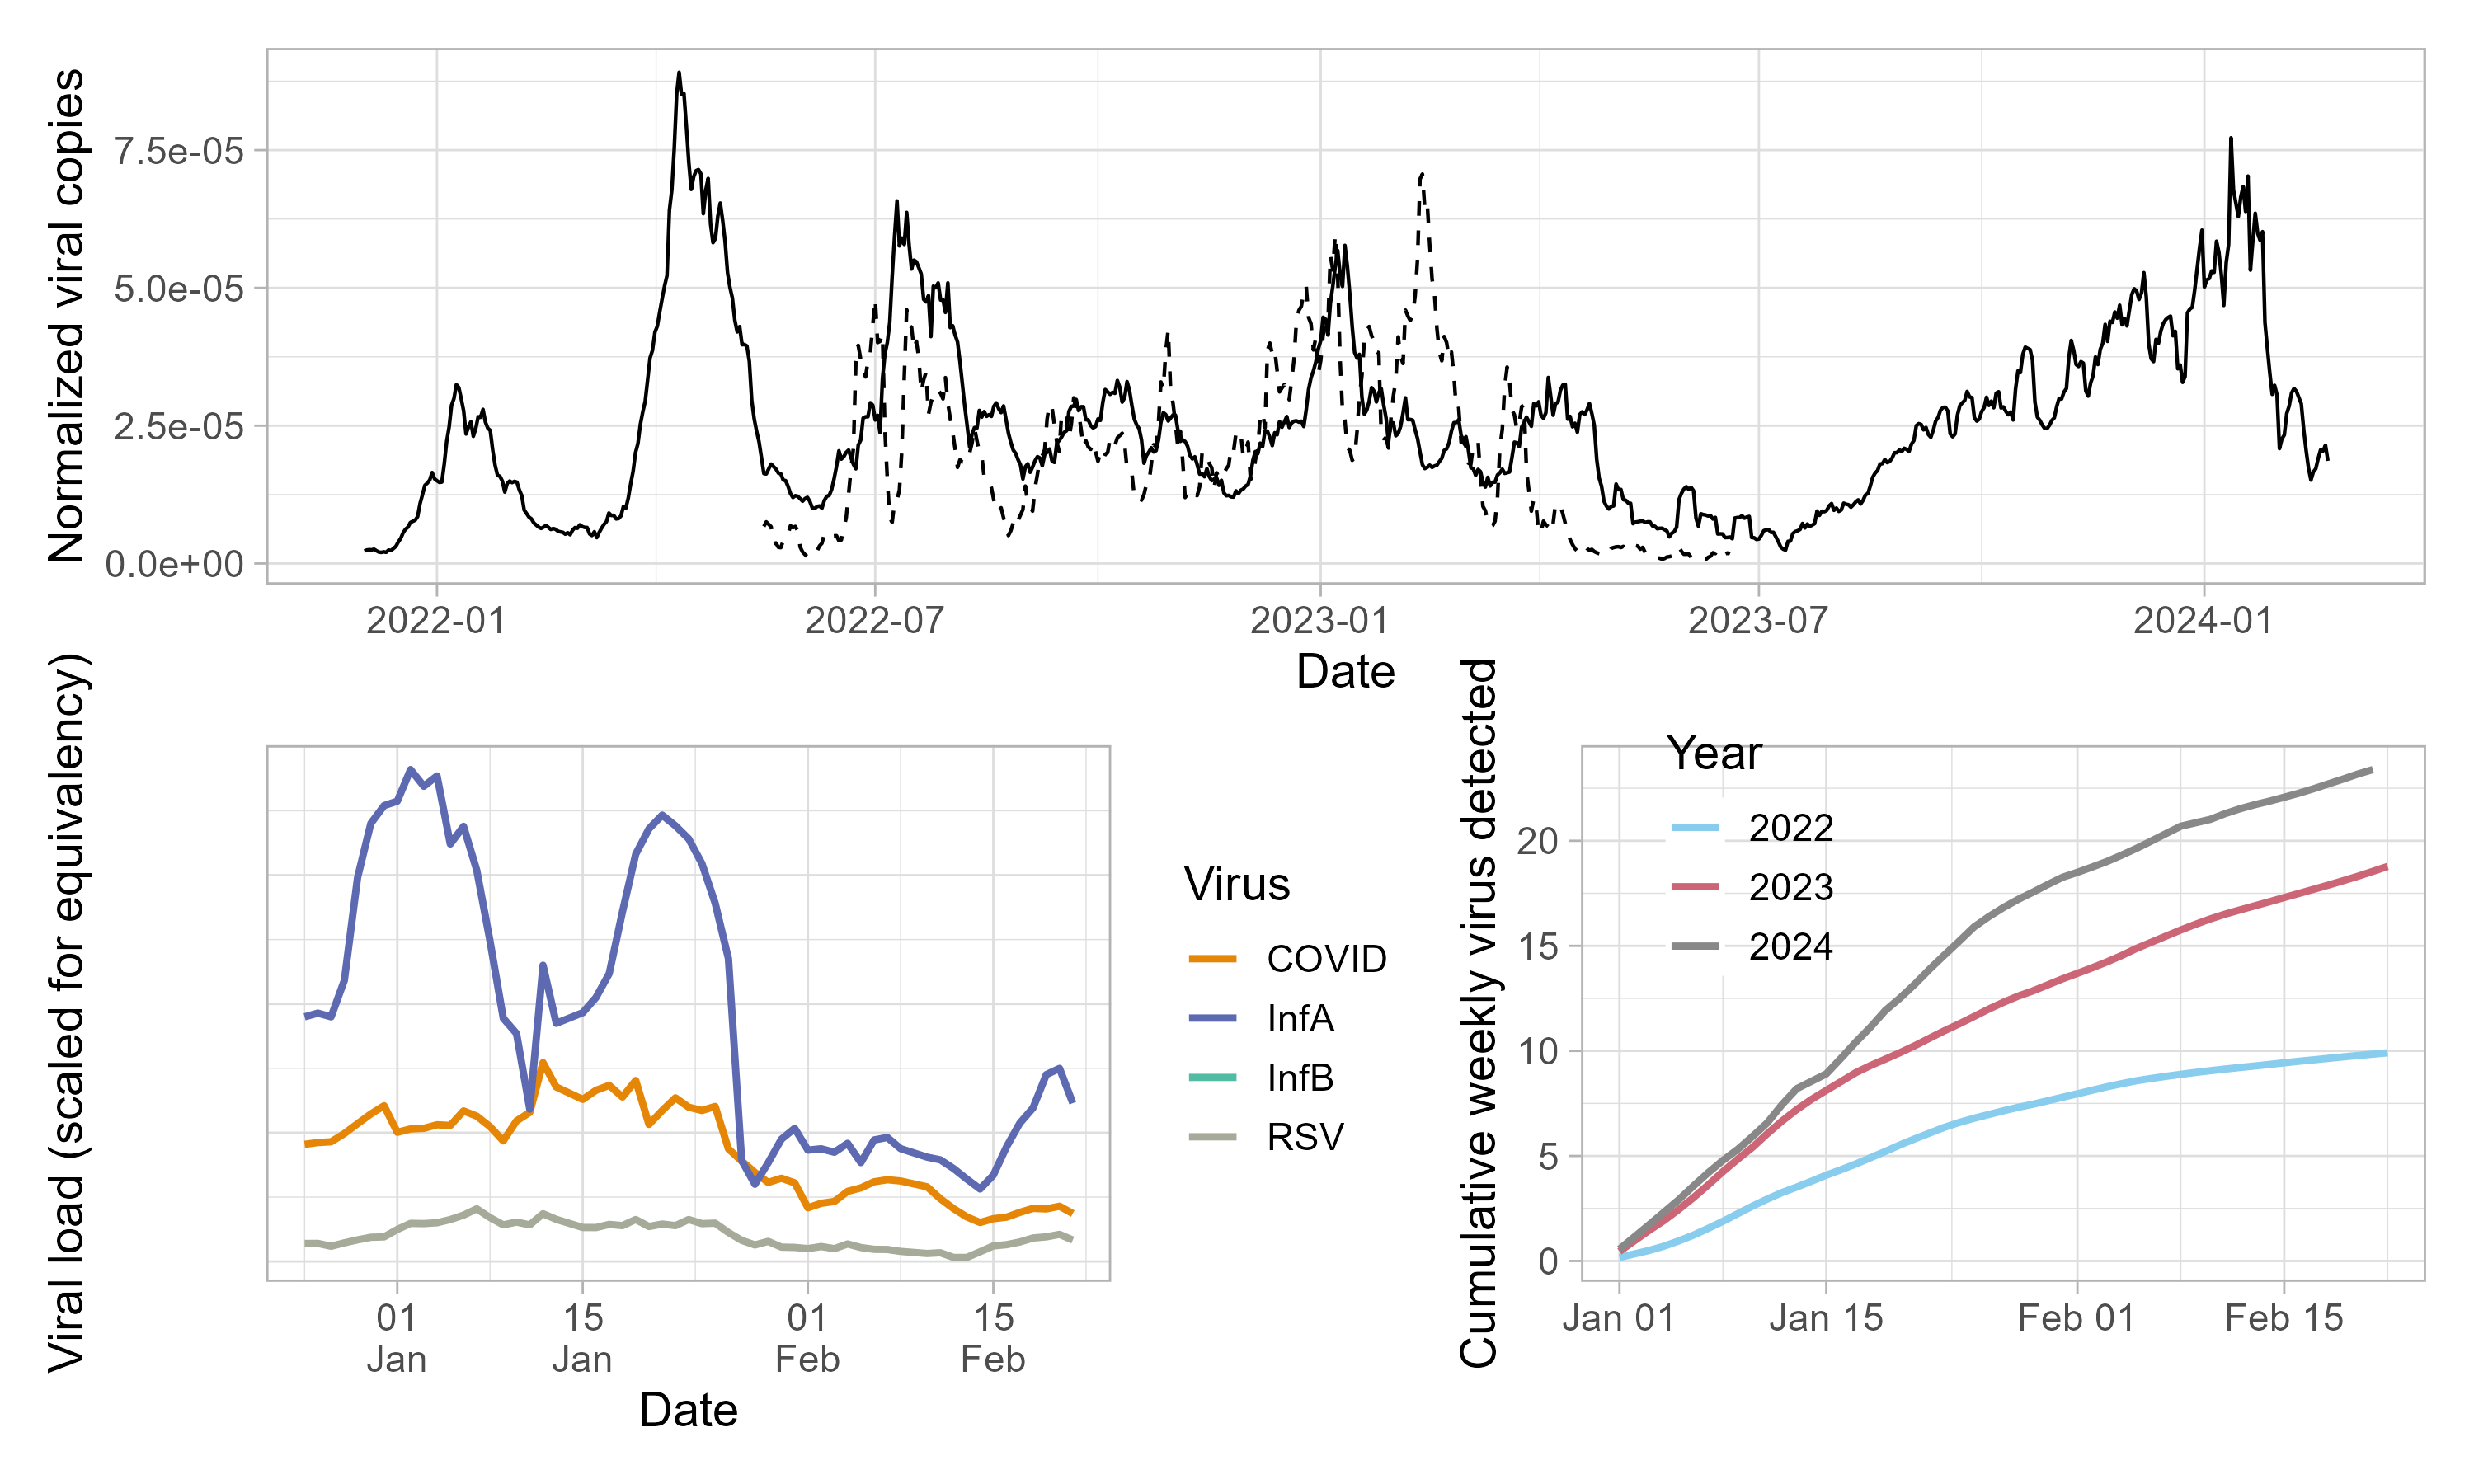 Normalized viral copies
7.5e-05
5.0e-05
2.5e-05
0.0e+00
2022-01
2022-07
2023-01
2023-07
2024-01
Date
Viral load (scaled for equivalency)
01
Jan
15
Jan
01
Feb
15
Feb
Date
Virus
COVID
InfA
InfB
RSV
Cumulative weekly virus detected
20
15
10
5
0
Year
2022
2023
2024
Jan 01
Jan 15
Feb 01
Feb 15